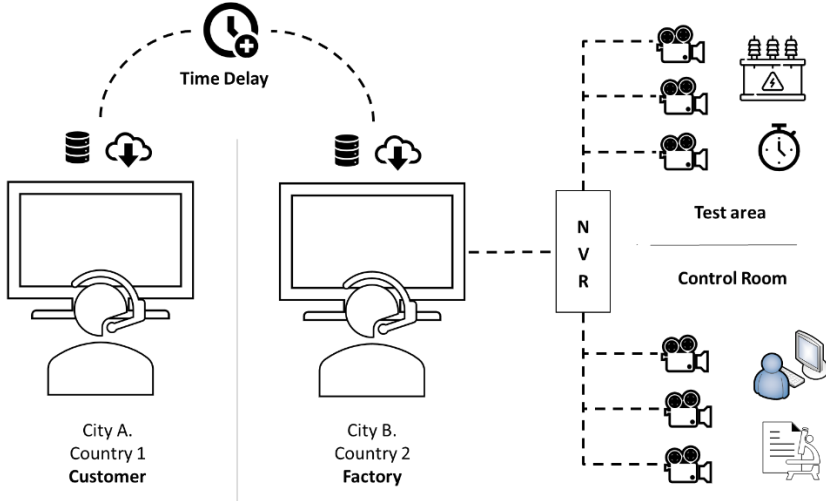 Time Delay
City A.
Country 1
Customer
City B.
Country 2
Factory
N
V
R
Test area
Control Room